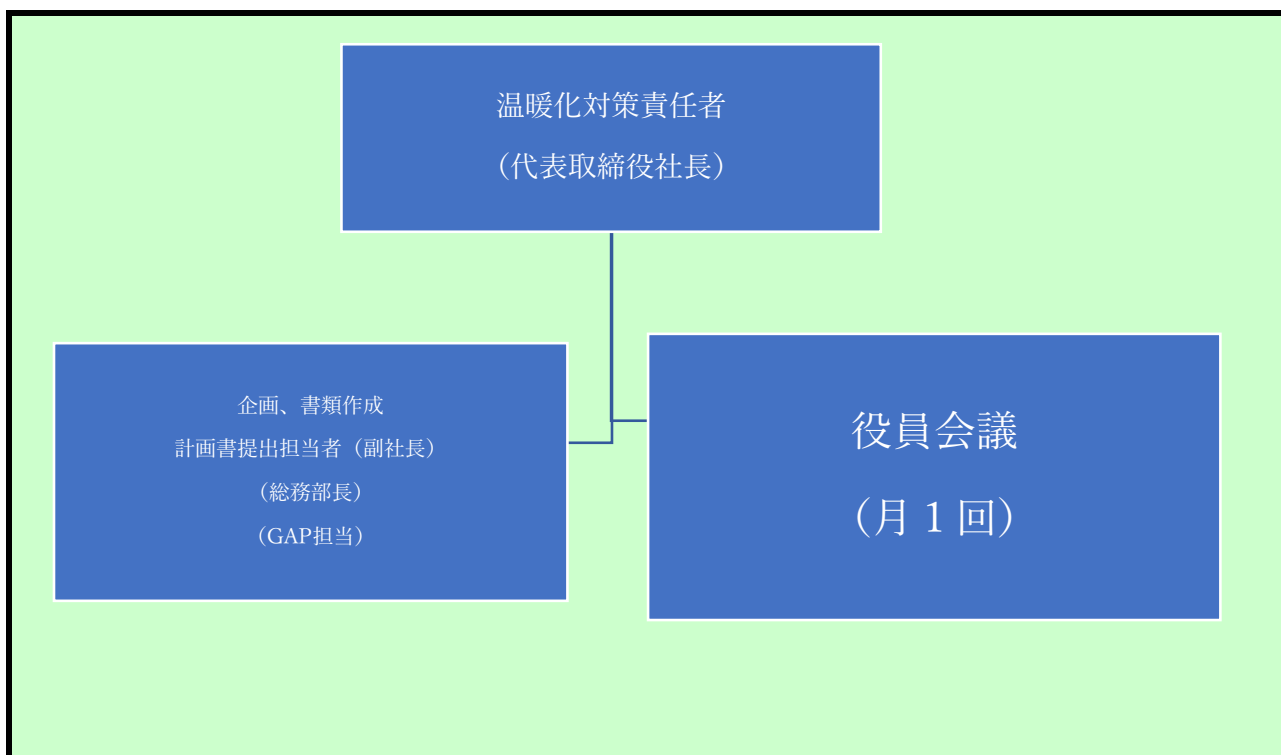 温暖化対策責任者
（代表取締役社長）
企画、書類作成
計画書提出担当者（副社長）
（総務部長）
（GAP担当）
役員会議
（月１回）